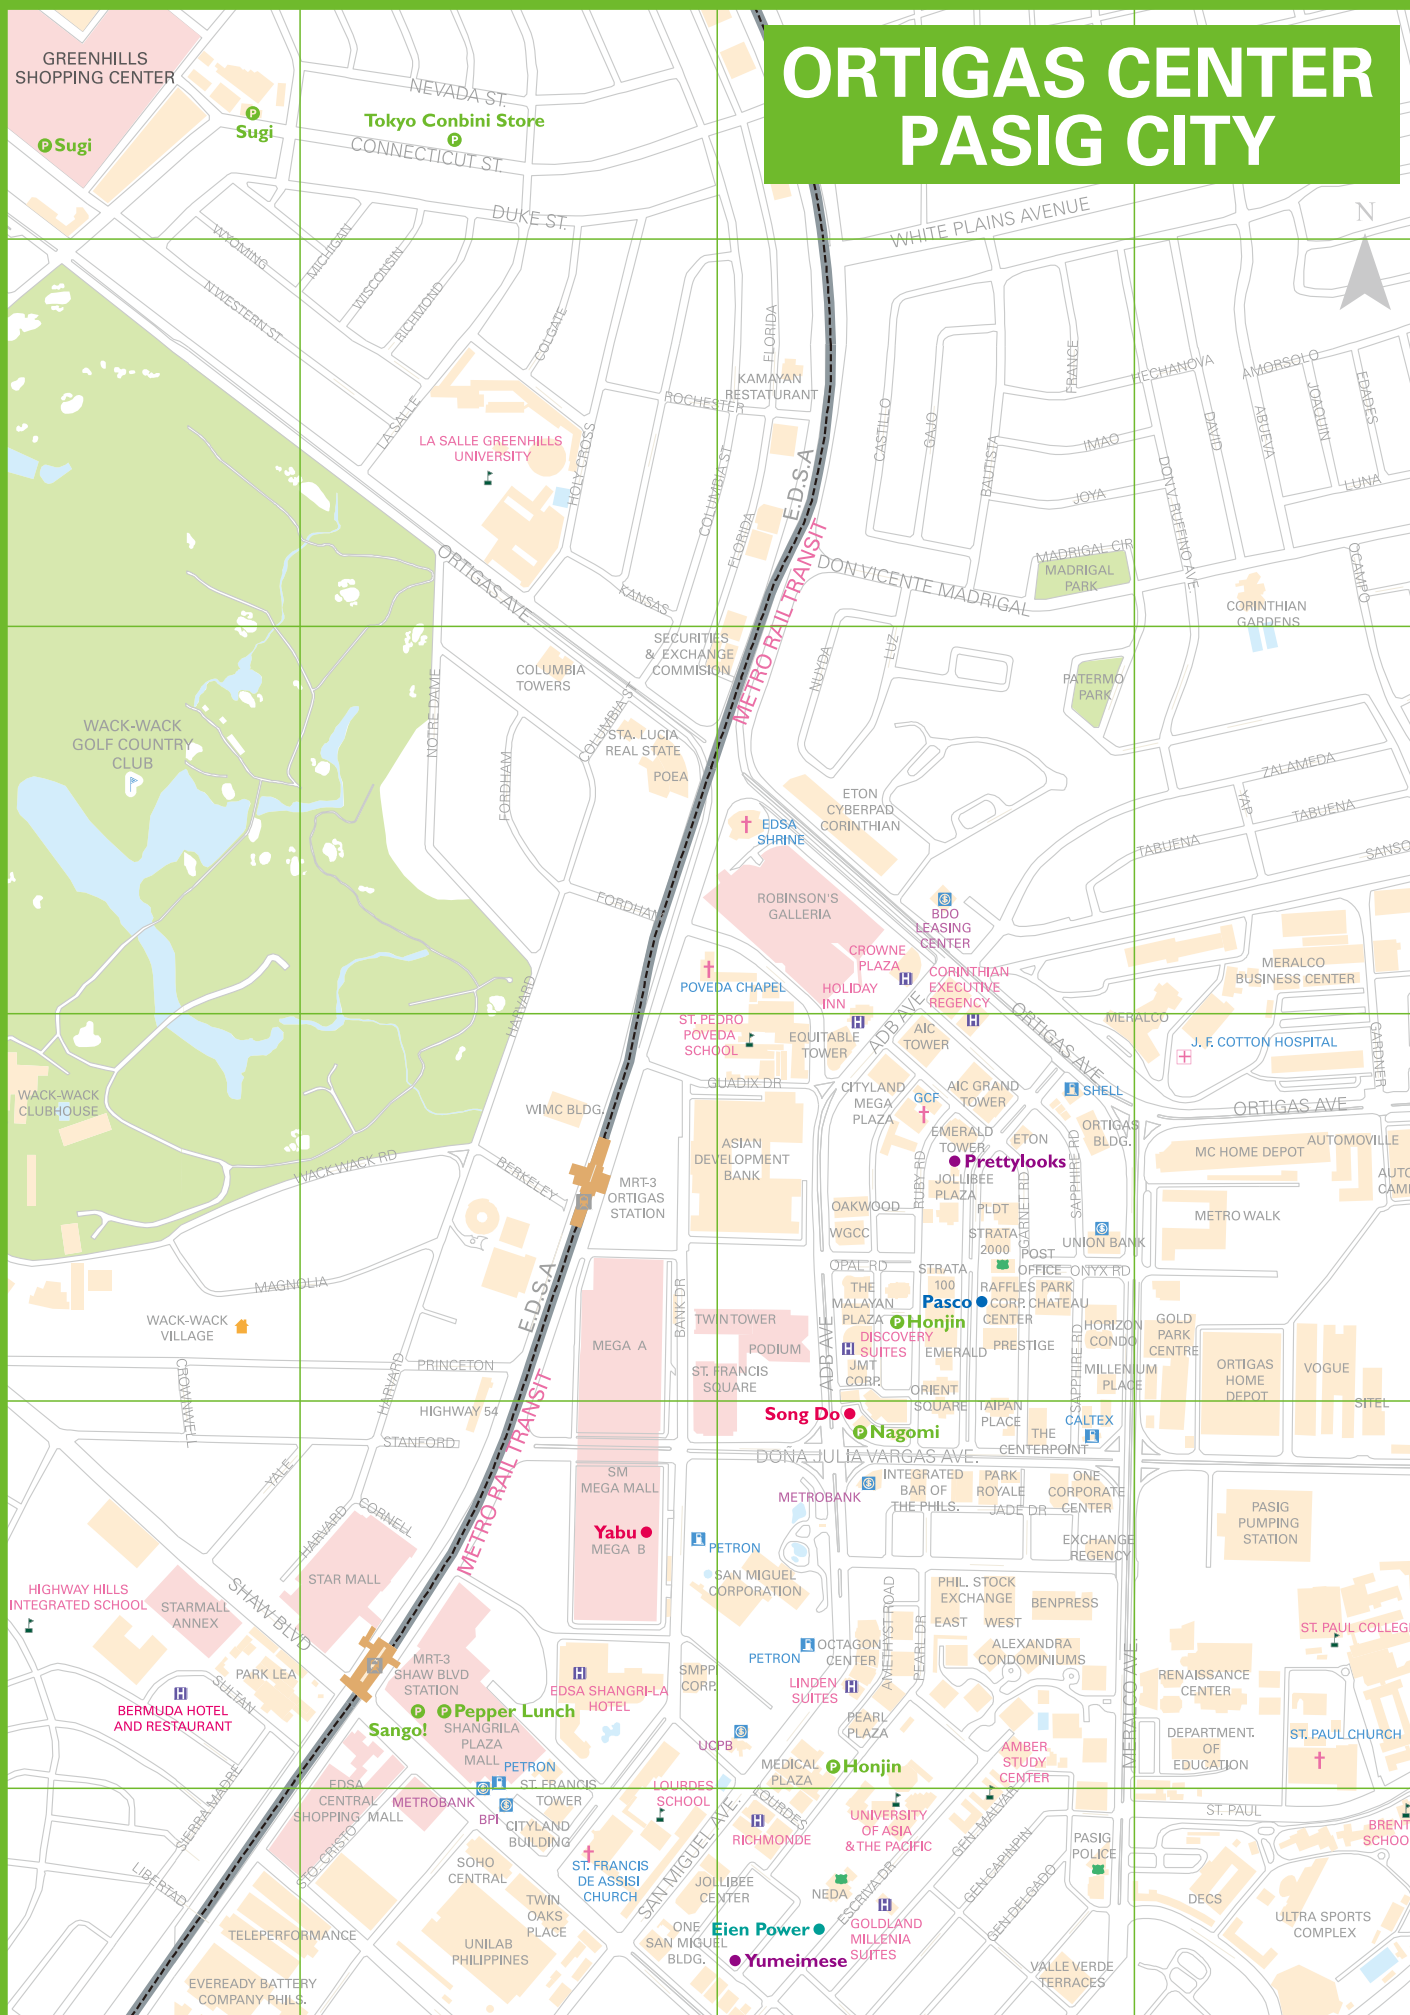 ORTIGAS CENTER
PASIG CITY
GREENHILLS
SHOPPING CENTER
Sugi
Sugi
NEVADA ST.
Tokyo Conbini Store
CONNECTICUT ST.
DUKE ST.
WHITE PLAINS AVENUE
N
WYOMING
MICHIGAN
WISCONSIN
RICHMOND
N.WESTERN ST
COLGATE
FLORIDA
KAMAYAN
RESTATURANT
ROCHESTER
LA SALLE
LA SALLE GREENHILLS
UNIVERSITY
HOLY CROSS
COLUMBIA ST
FLORIDA
E.D.S.A
CASTILLO
GAJO
BAUTISTA
FRANCE
HECHANOVA
AMORSOLO
IMAO
JOYA
DAVID
ABUEVA
JOAQUIN
EDADES
LUNA
DON V. RUFFINO AVE.
OCAMPO
ORTIGAS AVE.
KANSAS
METRO RAIL TRANSIT
DON VICENTE MADRIGAL
MADRIGAL CIR
MADRIGAL
PARK
CORINTHIAN
GARDENS
SECURITIES
& EXCHANGE
COMMISION
COLUMBIA
TOWERS
COLUMBIA ST
NOTRE DAME
FORDHAM
STA. LUCIA
REAL STATE
POEA
NUYDA
LUZ
PATERMO
PARK
WACK-WACK
GOLF COUNTRY
CLUB
ZALAMEDA
YAP
TABUENA
TABUENA
SANSO
ETON
CYBERPAD
CORINTHIAN
EDSA
SHRINE
FORDHAM
ROBINSON'S
GALLERIA
BDO
LEASING
CENTER
CROWNE
PLAZA
CORINTHIAN
EXECUTIVE
REGENCY
HOLIDAY
INN
POVEDA CHAPEL
MERALCO
BUSINESS CENTER
HARVARD
ST. PEDRO
POVEDA
SCHOOL
EQUITABLE
TOWER
ADB AVE
AIC
TOWER
ORTIGAS AVE
MERALCO
J. F. COTTON HOSPITAL
GARDNER
WACK-WACK
CLUBHOUSE
WIMC BLDG.
GUADIX DR
CITYLAND
MEGA
PLAZA
GCF
AIC GRAND
TOWER
SHELL
ORTIGAS AVE
ORTIGAS
BLDG.
EMERALD
TOWER
ETON
SAPPHIRE RD
MC HOME DEPOT
AUTOMOVILLE
WACK WACK RD
BERKELEY
MRT-3
ORTIGAS
STATION
ASIAN
DEVELOPMENT
BANK
Prettylooks
JOLLIBEE
PLAZA
RUBY RD
GARNET RD
AUTO
CAMI
OAKWOOD
PLDT
METRO WALK
WGCC
STRATA
2000
UNION BANK
POST
OFFICE
OPAL RD
ONYX RD
STRATA
100
MAGNOLIA
E.D.S.A
BANK DR
THE
MALAYAN
PLAZA
Pasco
RAFFLES
CORP.
CENTER
PARK
CHATEAU
WACK-WACK
VILLAGE
MEGA A
TWIN TOWER
PODIUM
Honjin
DISCOVERY
SUITES
EMERALD
PRESTIGE
HORIZON
CONDO
GOLD
PARK
CENTRE
PRINCETON
CROWNWELL
HARVARD
ST. FRANCIS
SQUARE
ADB AVE
JMT
CORP.
SAPPHIRE RD
MILLENIUM
PLACE
ORTIGAS
HOME
DEPOT
VOGUE
SITEL
HIGHWAY 54
ORIENT
SQUARE
TAIPAN
PLACE
Song Do
Nagomi
CALTEX
THE
CENTERPOINT
STANFORD
METRO RAIL TRANSIT
DOÑA JULIA VARGAS AVE.
YALE
SM
MEGA MALL
METROBANK
INTEGRATED
BAR OF
THE PHILS.
PARK
ROYALE
JADE DR
ONE
CORPORATE
CENTER
PASIG
PUMPING
STATION
HARVARD
CORNELL
Yabu
MEGA B
PETRON
EXCHANGE
REGENCY
STAR MALL
SAN MIGUEL
CORPORATION
HIGHWAY HILLS
INTEGRATED SCHOOL
STARMALL
ANNEX
SHAW BLVD
PHIL. STOCK
EXCHANGE
BENPRESS
AMETHYST ROAD
PEARL DR
EAST
WEST
ST. PAUL COLLEGE
PARK LEA
SULTAN
MRT-3
SHAW BLVD
STATION
SMPP
CORP.
PETRON
OCTAGON
CENTER
ALEXANDRA
CONDOMINIUMS
MERALCO AVE.
RENAISSANCE
CENTER
EDSA SHANGRI-LA
HOTEL
LINDEN
SUITES
BERMUDA HOTEL
AND RESTAURANT
Sango!
Pepper Lunch
SHANGRILA
PLAZA
MALL
PEARL
PLAZA
UCPB
AMBER
STUDY
CENTER
DEPARTMENT.
OF
EDUCATION
ST. PAUL CHURCH
PETRON
MEDICAL
PLAZA
Honjin
SIERRA MADRE
EDSA
CENTRAL
SHOPPING MALL
METROBANK
BPI
ST. FRANCIS
TOWER
LOURDES
SCHOOL
LOURDES
CITYLAND
BUILDING
RICHMONDE
UNIVERSITY
OF ASIA
& THE PACIFIC
GEN. MALVAR
ST. PAUL
BRENT
SCHOO
LIBERTAD
STO. CRISTO
SOHO
CENTRAL
ST. FRANCIS
DE ASSISI
CHURCH
SAN MIGUEL AVE.
JOLLIBEE
CENTER
NEDA
ESCRIVA DR
GEN CAPINPIN
GEN DELGADO
PASIG
POLICE
DECS
TWIN
OAKS
PLACE
TELEPERFORMANCE
UNILAB
PHILIPPINES
ONE
SAN MIGUEL
BLDG.
Eien Power
GOLDLAND
MILLENIA
SUITES
ULTRA SPORTS
COMPLEX
Yumeimese
VALLE VERDE
TERRACES
EVEREADY BATTERY
COMPANY PHILS.